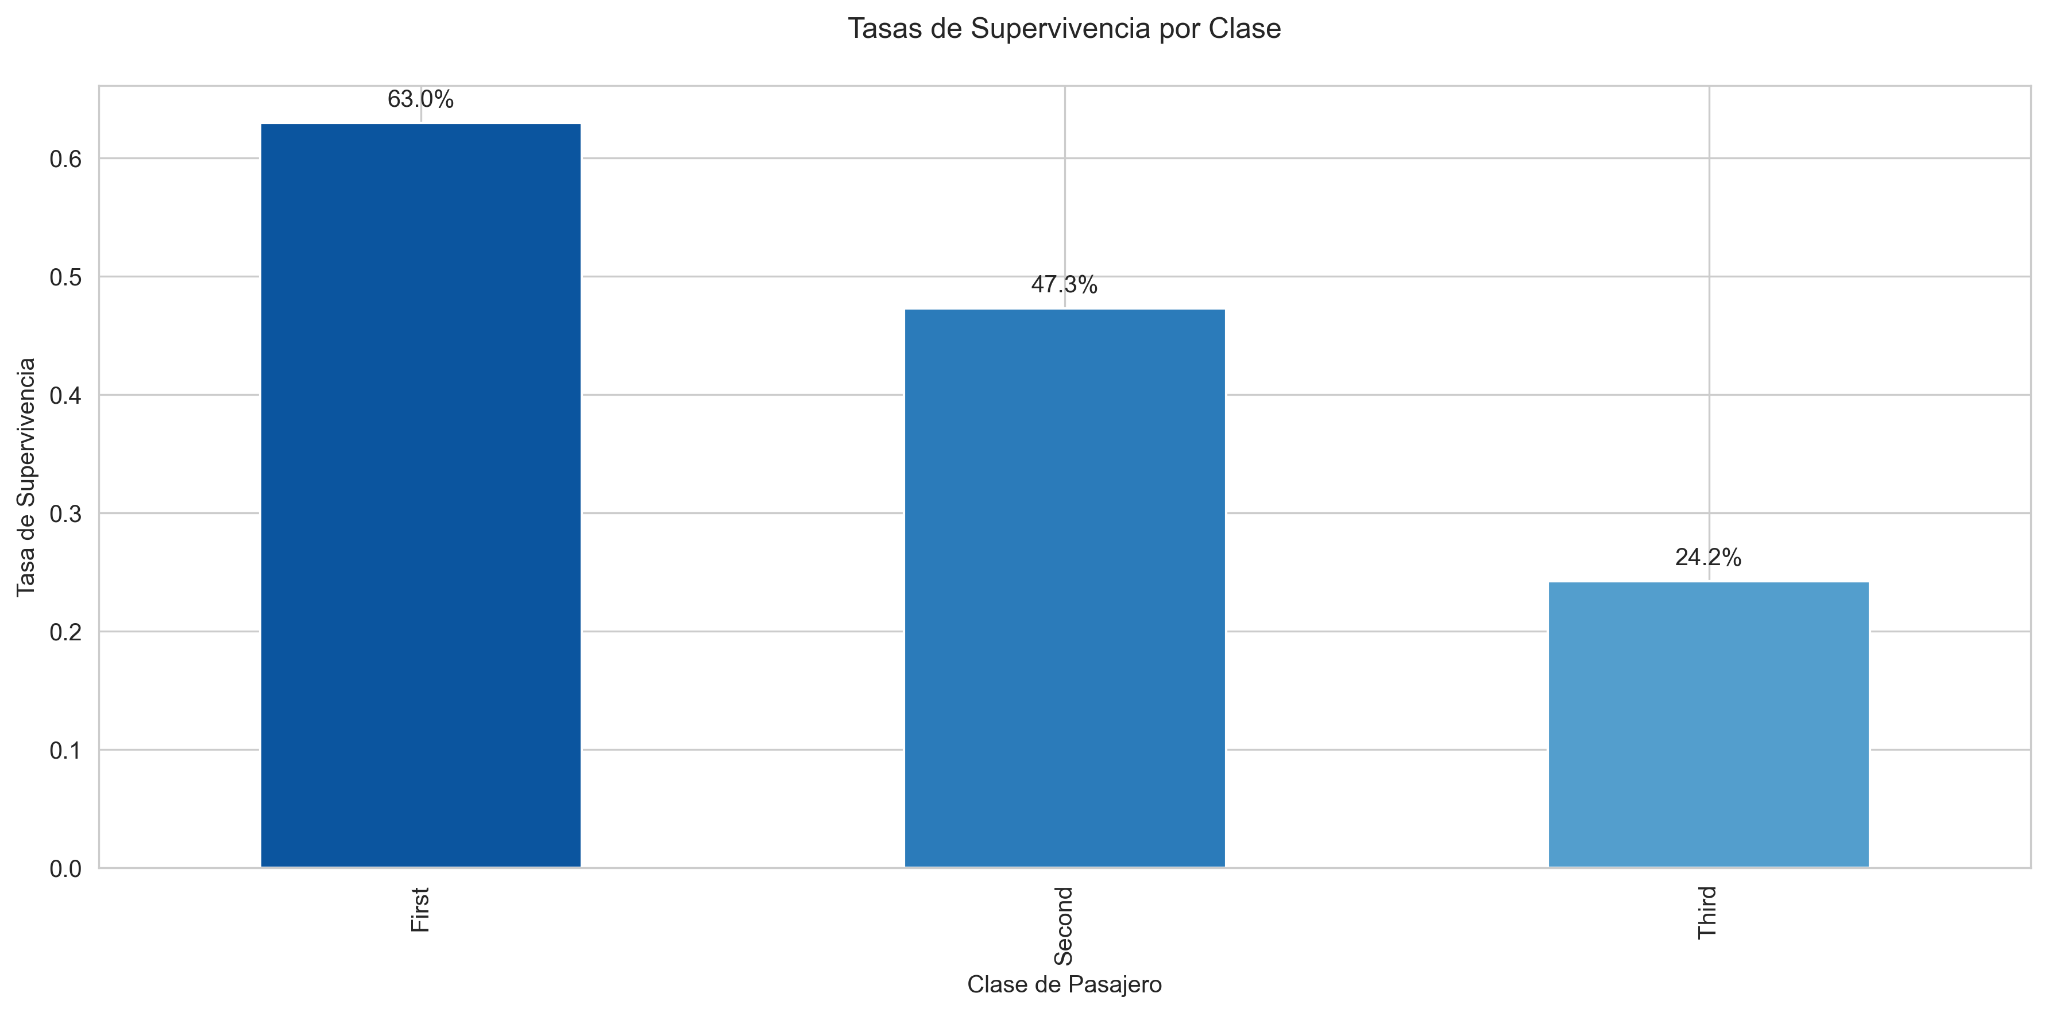 Tasas de Supervivencia por Clase
63.0%
47.3%
24.2%
Tasa de Supervivencia
0.6
0.5
0.4
0.3
0.2
0.1
0.0
First
Second
Third
Clase de Pasajero